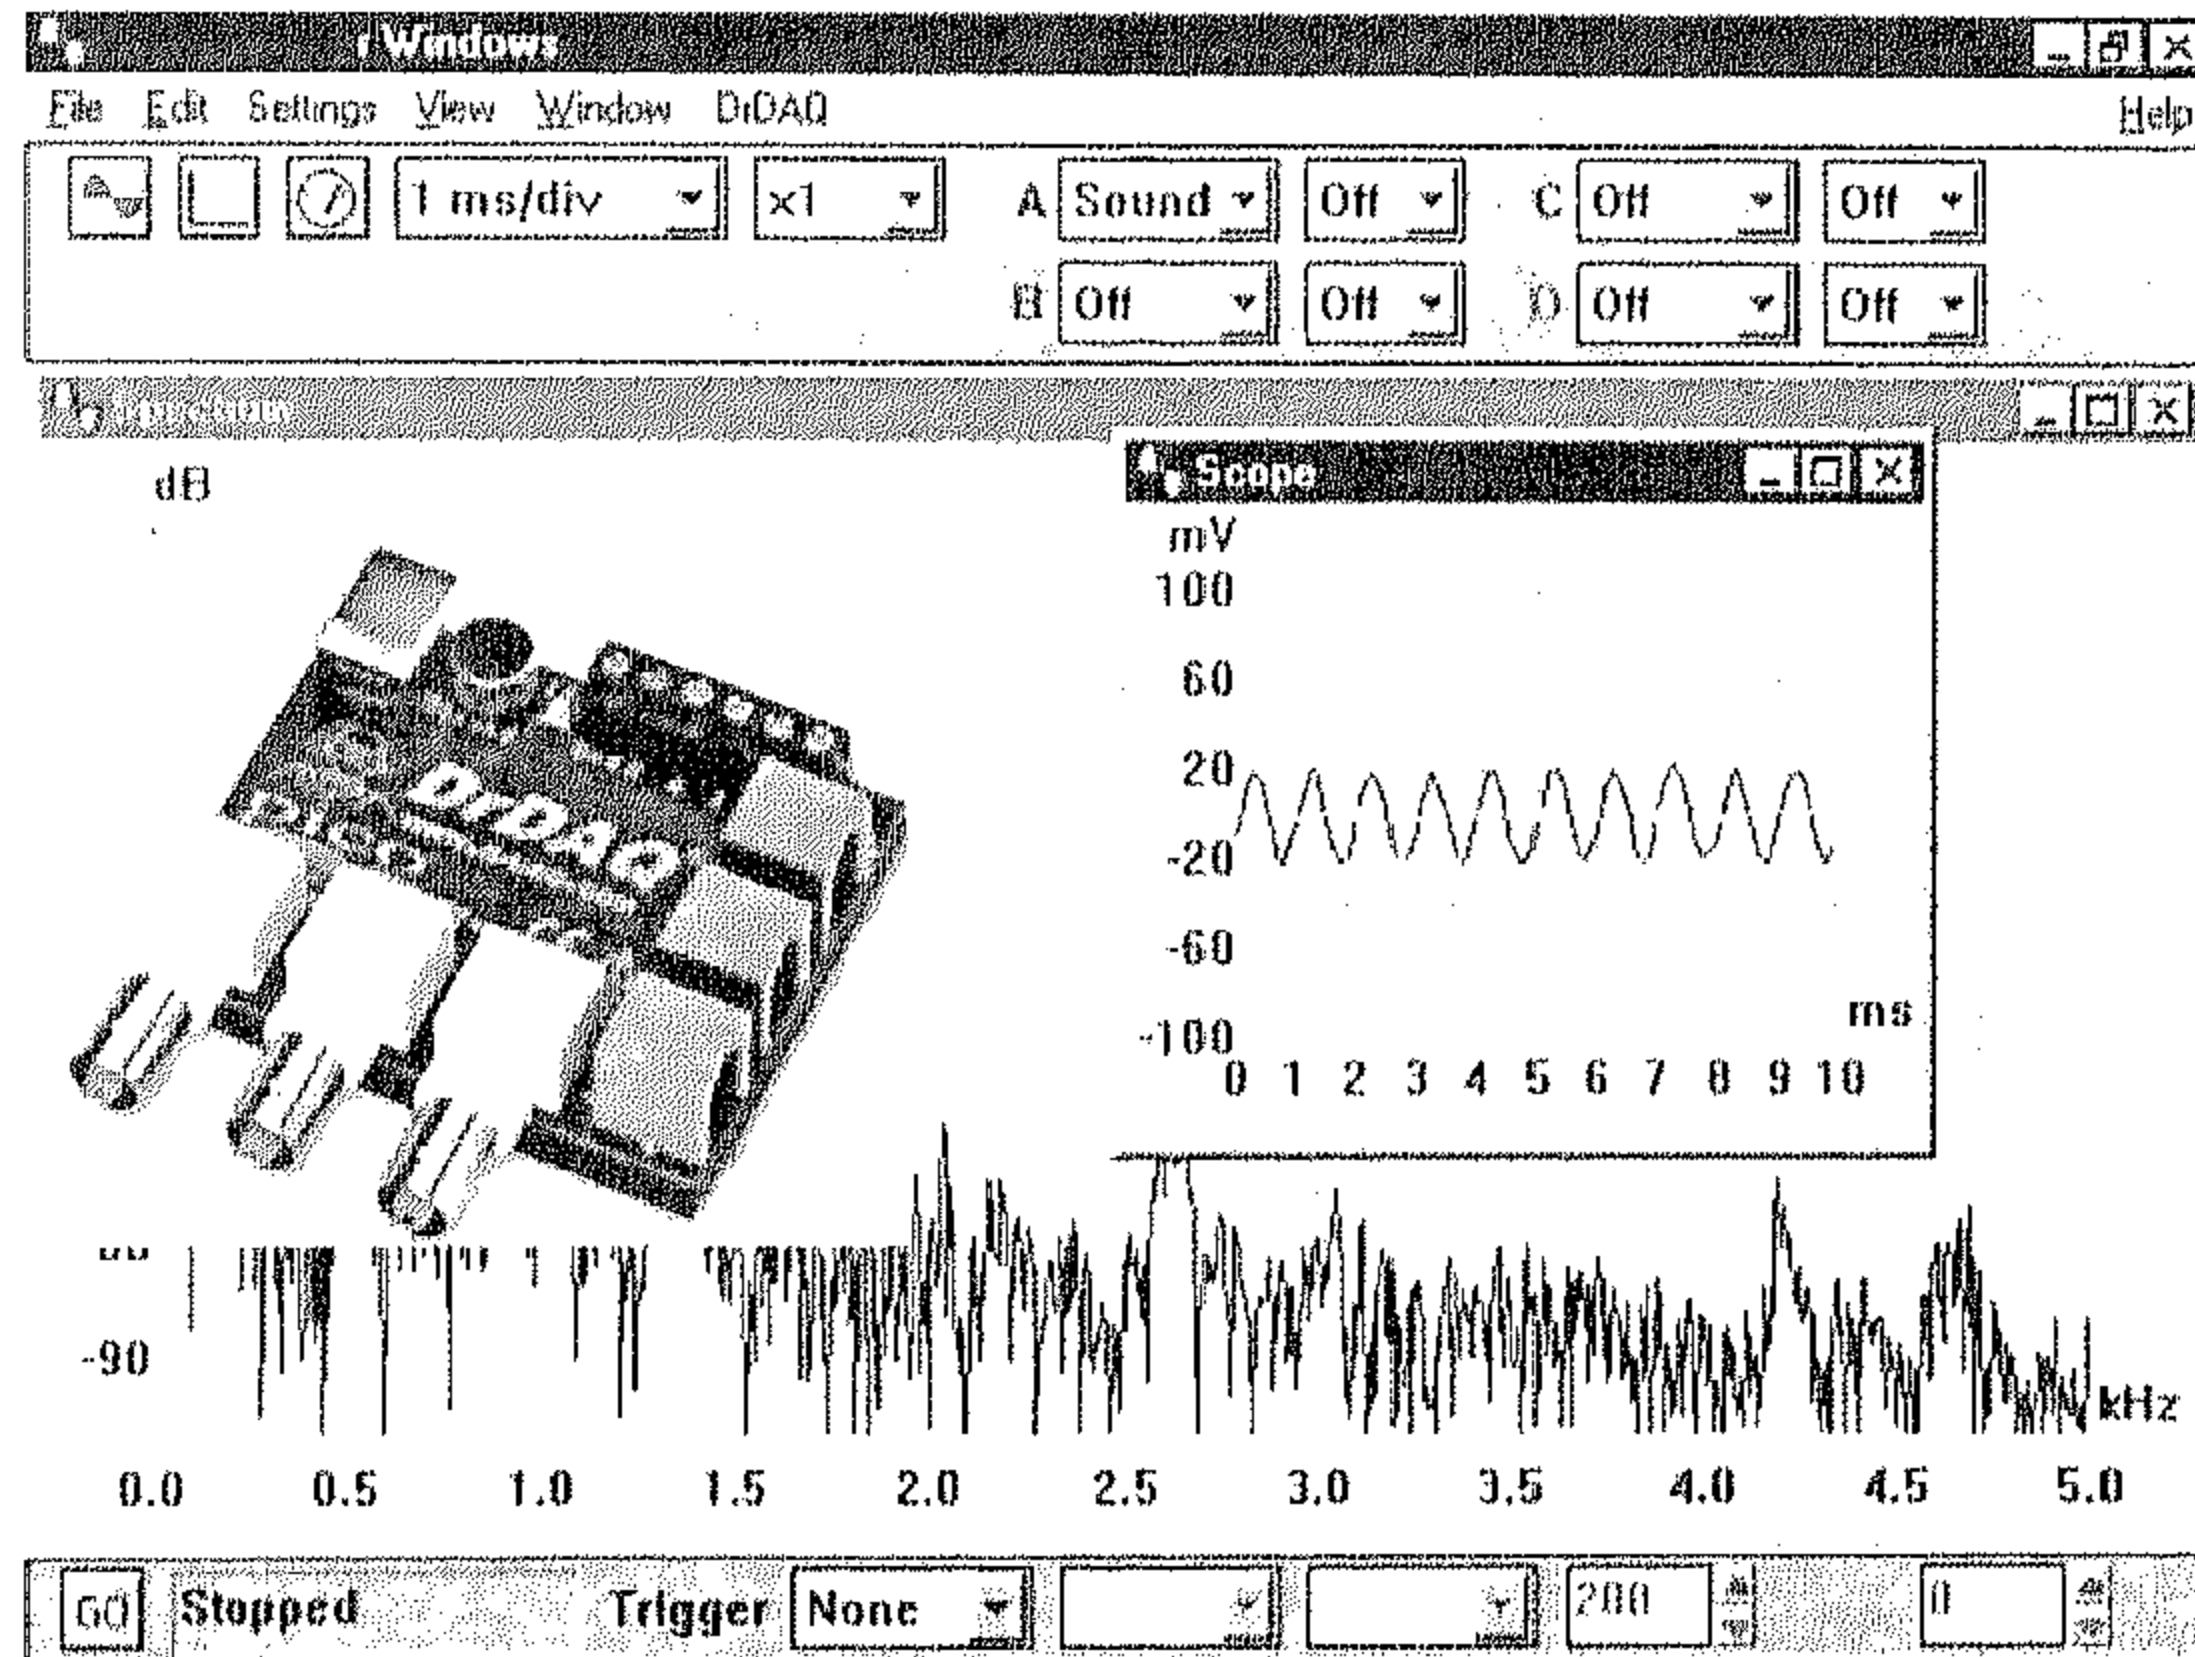 Windows
File Edit Settings View Window DrDAQ Help
1 ms/div x1 A Sound Off C Off Off
B Off Off D Off Off
Spectrum
dB
Scope
mV
100
60
20
-20
-60
-100
ms
0 1 2 3 4 5 6 7 8 9 10
DrDAQ
-90
kHz
0.0 0.5 1.0 1.5 2.0 2.5 3.0 3.5 4.0 4.5 5.0
GO Stopped Trigger None 200 0